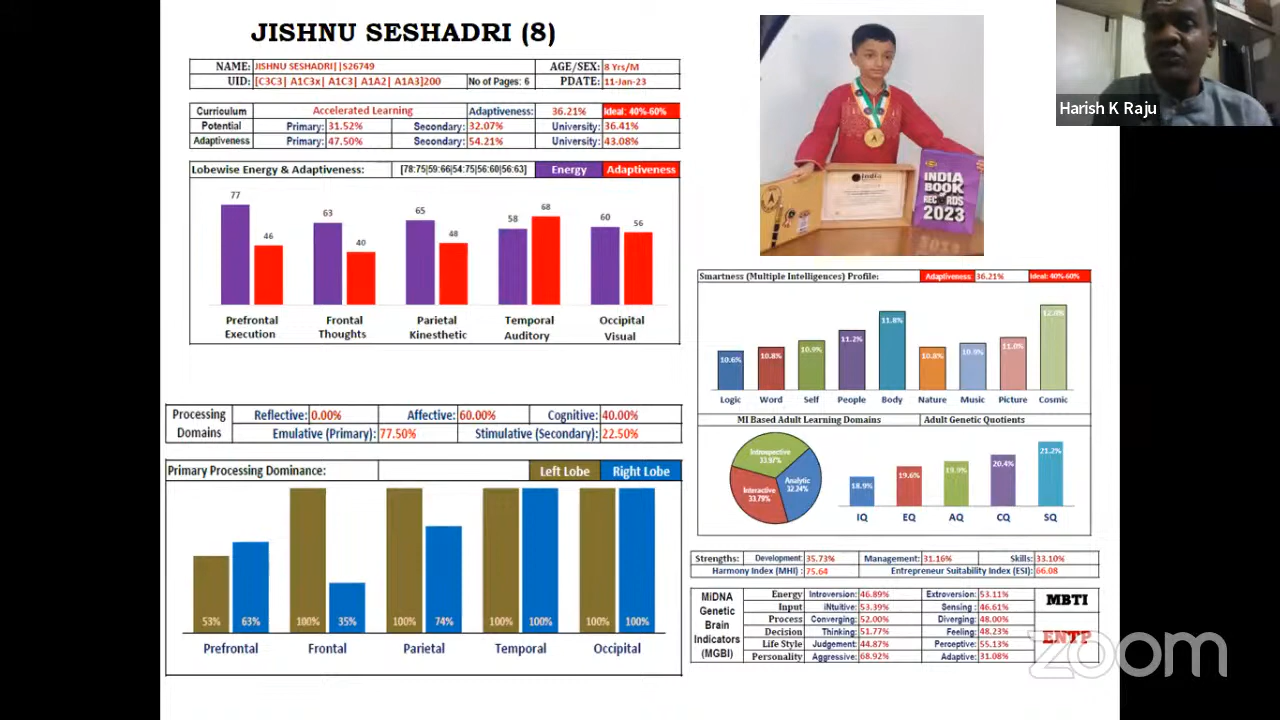 JISHNU SESHADRI (8)
NAME: JISHNU SESHADRI||S26749 AGE/SEX: 8 Yrs/M
UID: [C3C3| A1C3x| A1C3| A1A2| A1A3]200 No of Pages: 6 PDATE: 11-Jan-23
Curriculum Accelerated Learning Adaptiveness: 36.21% Ideal: 40%-60%
Potential Primary: 31.52% Secondary: 32.07% University: 36.41%
Adaptiveness Primary: 47.50% Secondary: 54.21% University: 43.08%
Lobewise Energy & Adaptiveness: [78:75|59:66|54:75|56:60|56:63] Energy Adaptiveness
77 46 63 40 65 48 58 68 60 56
Prefrontal Frontal Parietal Temporal Occipital
Execution Thoughts Kinesthetic Auditory Visual
Processing Domains
Reflective: 0.00% Affective: 60.00% Cognitive: 40.00%
Emulative (Primary): 77.50% Stimulative (Secondary): 22.50%
Primary Processing Dominance: Left Lobe Right Lobe
53% 63% 100% 35% 100% 74% 100% 100% 100% 100%
Prefrontal Frontal Parietal Temporal Occipital
Harish K Raju
INDIA
BOOK
OF
RECORDS
2023
Smartness (Multiple Intelligences) Profile: Adaptiveness: 36.21% Ideal: 40%-60%
10.6% 10.8% 10.9% 11.2% 11.8% 10.8% 10.9% 11.0% 12.0%
Logic Word Self People Body Nature Music Picture Cosmic
MI Based Adult Learning Domains Adult Genetic Quotients
Introspective 33.97%
Analytic 32.24%
Interactive 33.79%
18.9% 19.6% 19.9% 20.4% 21.2%
IQ EQ AQ CQ SQ
Strengths: Development: 35.73% Management: 31.16% Skills: 33.10%
Harmony Index (MHI) : 75.64 Entrepreneur Suitability Index (ESI): 66.08
MiDNA Genetic Brain Indicators (MGBI)
Energy Introversion: 46.89% Extroversion: 53.11%
Input iNtuitive: 53.39% Sensing : 46.61%
Process Converging: 52.00% Diverging: 48.00%
Decision Thinking: 51.77% Feeling: 48.23%
Life Style Judgement: 44.87% Perceptive: 55.13%
Personality Aggressive: 68.92% Adaptive: 31.08%
MBTI
ENTP
zoom